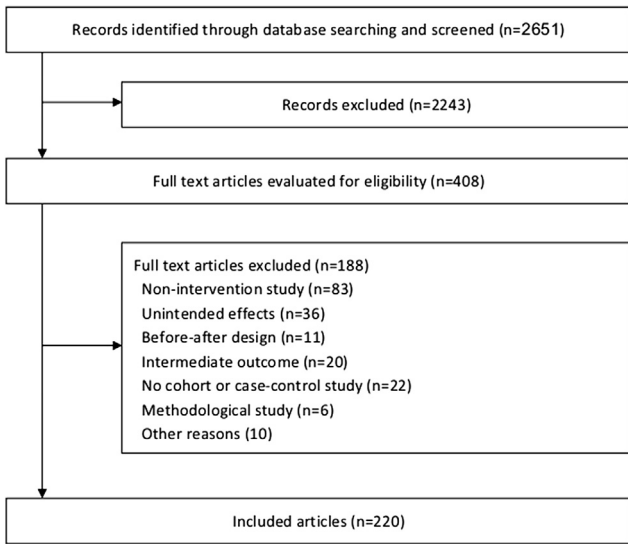 Records identified through database searching and screened (n=2651)
Records excluded (n=2243)
Full text articles evaluated for eligibility (n=408)
Full text articles excluded (n=188)
Non-intervention study (n=83)
Unintended effects (n=36)
Before-after design (n=11)
Intermediate outcome (n=20)
No cohort or case-control study (n=22)
Methodological study (n=6)
Other reasons (10)
Included articles (n=220)